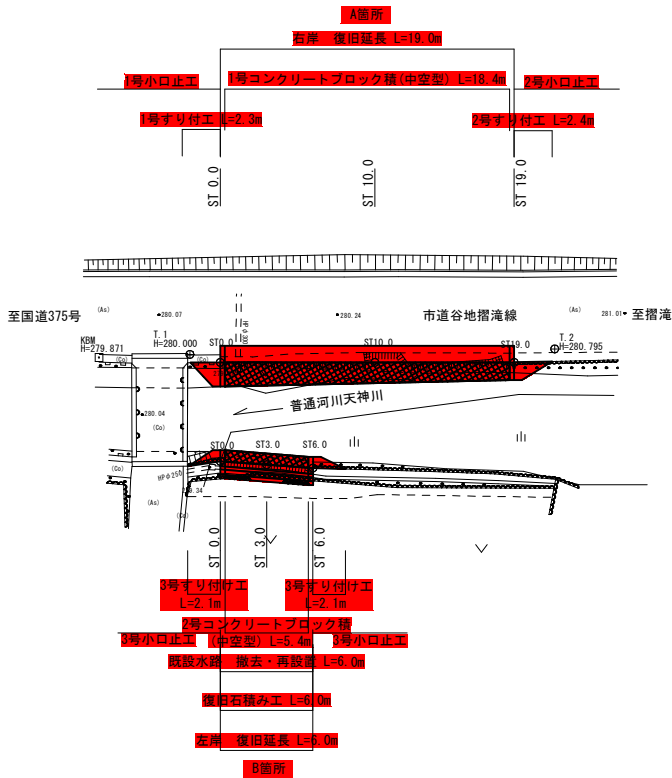 A箇所
右岸 復旧延長 L=19.0m
1号小口止工
1号コンクリートブロック積(中空型) L=18.4m
2号小口止工
1号すり付工 L=2.3m
2号すり付工 L=2.4m
ST 0.0
ST 10.0
ST 19.0
至国道375号
(As)
280.07
280.24
市道谷地摺滝線
(As)
281.01
至摺滝
KBM
H=279.871
T.1
H=280.000
ST0.0
ST10.0
ST19.0
T.2
H=280.795
(Co)
(Co)
普通河川天神川
280.04
(Co)
ST0.0
ST3.0
ST6.0
(Co)
HPφ250
(As)
(Co)
ST 0.0
ST 3.0
ST 6.0
3号すり付け工
L=2.1m
3号すり付け工
L=2.1m
2号コンクリートブロック積
3号小口止工
(中空型) L=5.4m
3号小口止工
既設水路 撤去・再設置 L=6.0m
復旧石積み工 L=6.0m
左岸 復旧延長 L=6.0m
B箇所